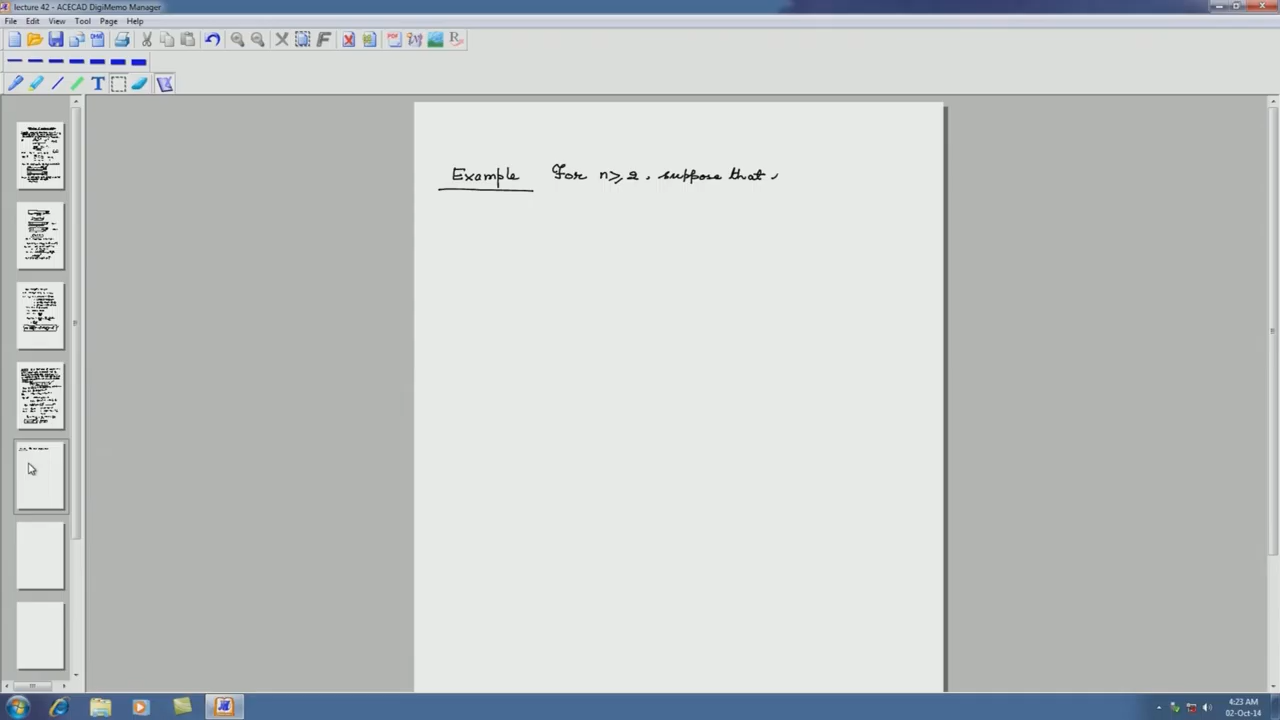 lecture 42 - ACECAD DigiMemo Manager
File Edit View Tool Page Help
Example For n ≥ 2, suppose that
4:23 AM
02-Oct-14